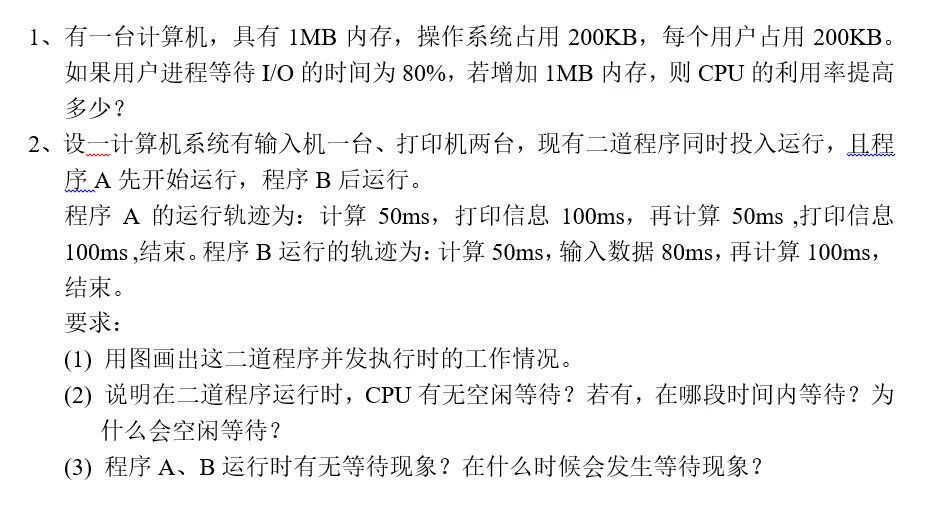 1、有一台计算机，具有 1MB 内存，操作系统占用 200KB，每个用户占用 200KB。
如果用户进程等待 I/O 的时间为 80%，若增加 1MB 内存，则 CPU 的利用率提高
多少？
2、设一计算机系统有输入机一台、打印机两台，现有二道程序同时投入运行，且程
序 A 先开始运行，程序 B 后运行。
程序 A 的运行轨迹为：计算 50ms，打印信息 100ms，再计算 50ms ,打印信息
100ms ,结束。程序 B 运行的轨迹为：计算 50ms，输入数据 80ms，再计算 100ms，
结束。
要求：
(1) 用图画出这二道程序并发执行时的工作情况。
(2) 说明在二道程序运行时，CPU 有无空闲等待？若有，在哪段时间内等待？为
什么会空闲等待？
(3) 程序 A、B 运行时有无等待现象？在什么时候会发生等待现象？